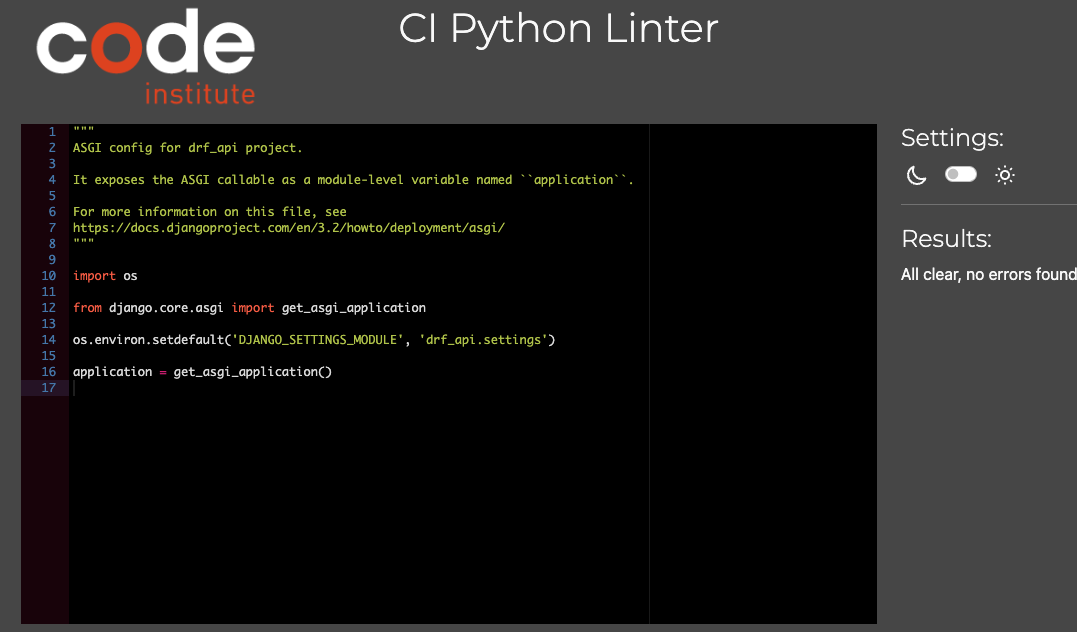 code
institute
CI Python Linter
1 """
2 ASGI config for drf_api project.
3
4 It exposes the ASGI callable as a module-level variable named ``application``.
5
6 For more information on this file, see
7 https://docs.djangoproject.com/en/3.2/howto/deployment/asgi/
8 """
9
10 import os
11
12 from django.core.asgi import get_asgi_application
13
14 os.environ.setdefault('DJANGO_SETTINGS_MODULE', 'drf_api.settings')
15
16 application = get_asgi_application()
17
Settings:
Results:
All clear, no errors found